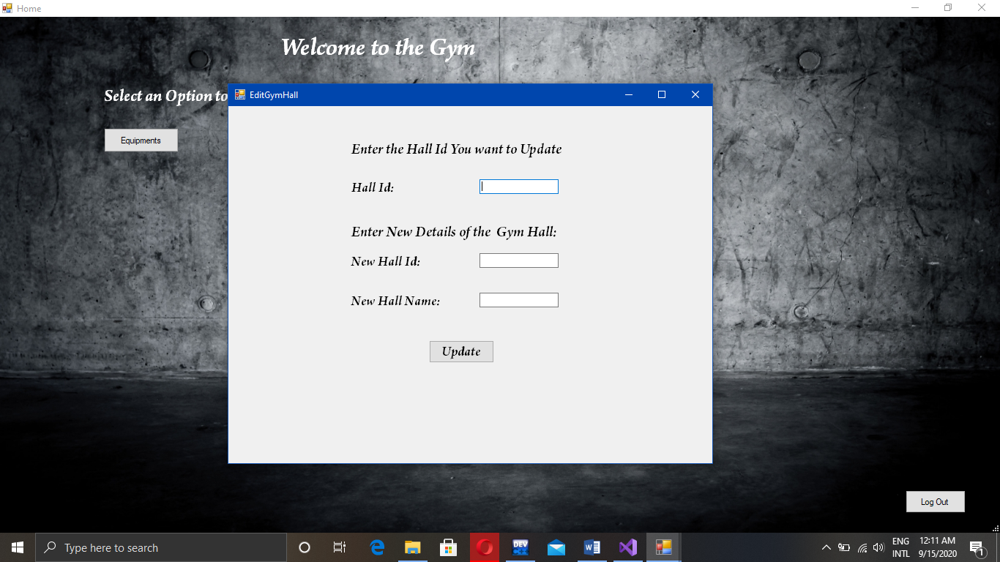 Home
Welcome to the Gym
Select an Option to
EditGymHall
Equipments
Enter the Hall Id You want to Update
Hall Id:
Enter New Details of the  Gym Hall:
New Hall Id:
New Hall Name:
Update
Log Out
Type here to search
DEV
C++
ENG
INTL
12:11 AM
9/15/2020
1